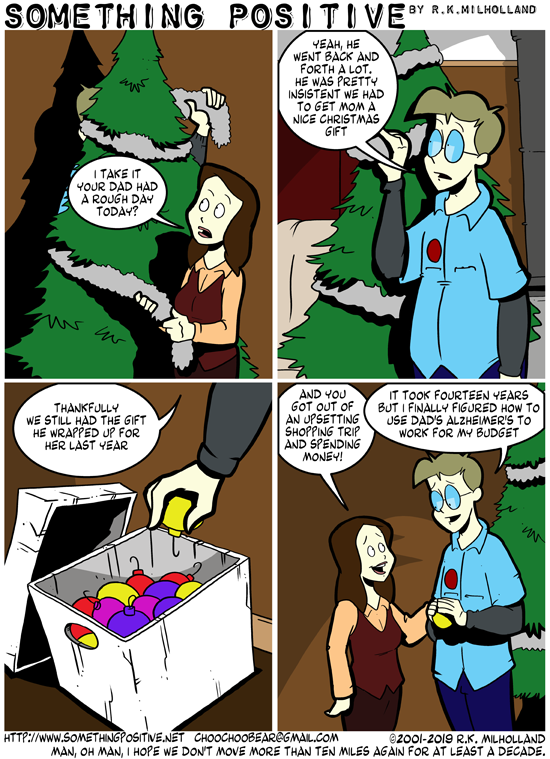 SOMETHING POSITIVE BY R.K.MILHOLLAND
I TAKE IT
YOUR DAD HAD
A ROUGH DAY
TODAY?
YEAH, HE
WENT BACK AND
FORTH A LOT.
HE WAS PRETTY
INSISTENT WE HAD
TO GET MOM A
NICE CHRISTMAS
GIFT
THANKFULLY
WE STILL HAD THE GIFT
HE WRAPPED UP FOR
HER LAST YEAR
AND YOU
GOT OUT OF
AN UPSETTING
SHOPPING TRIP
AND SPENDING
MONEY!
IT TOOK FOURTEEN YEARS
BUT I FINALLY FIGURED HOW TO
USE DAD'S ALZHEIMER'S TO
WORK FOR MY BUDGET
HTTP://WWW.SOMETHINGPOSITIVE.NET CHOOCHOOBEAR@GMAIL.COM ©2001-2019 R.K. MILHOLLAND
MAN, OH MAN, I HOPE WE DON'T MOVE MORE THAN TEN MILES AGAIN FOR AT LEAST A DECADE.